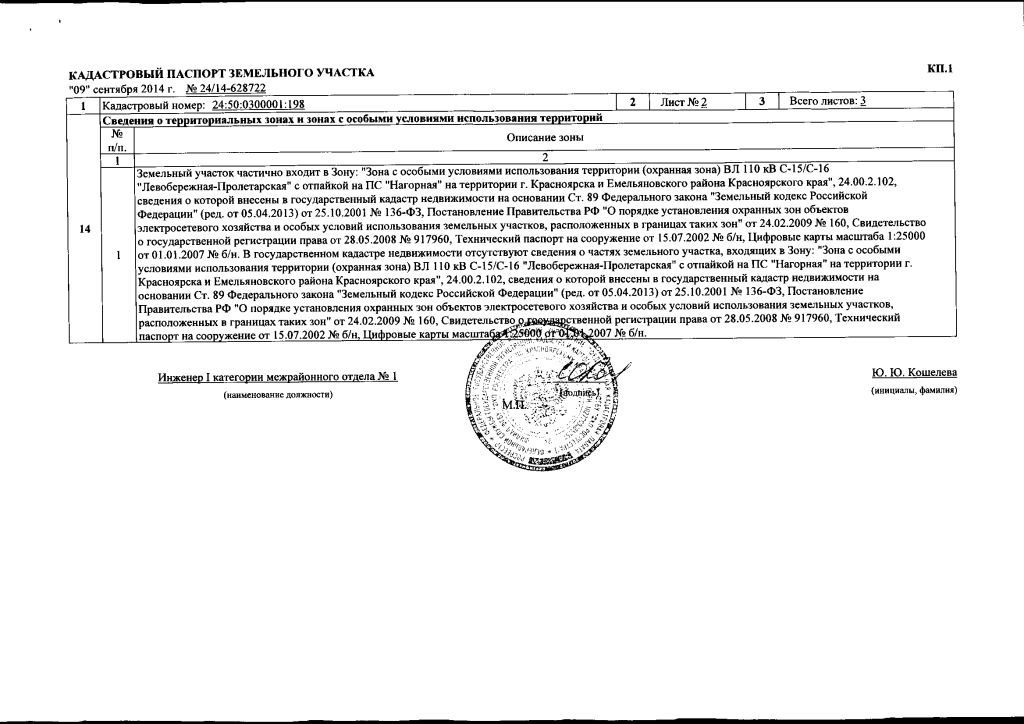 КАДАСТРОВЫЙ ПАСПОРТ ЗЕМЕЛЬНОГО УЧАСТКА
КП.1
"09" сентября 2014 г. № 24/14-628722
1 Кадастровый номер: 24:50:0300001:198 2 Лист № 2 3 Всего листов: 3
Сведения о территориальных зонах и зонах с особыми условиями использования территорий
№ п/п. Описание зоны
1 2
14
1
Земельный участок частично входит в Зону: "Зона с особыми условиями использования территории (охранная зона) ВЛ 110 кВ С-15/С-16
"Левобережная-Пролетарская" с отпайкой на ПС "Нагорная" на территории г. Красноярска и Емельяновского района Красноярского края", 24.00.2.102,
сведения о которой внесены в государственный кадастр недвижимости на основании Ст. 89 Федерального закона "Земельный кодекс Российской
Федерации" (ред. от 05.04.2013) от 25.10.2001 № 136-ФЗ, Постановление Правительства РФ "О порядке установления охранных зон объектов
электросетевого хозяйства и особых условий использования земельных участков, расположенных в границах таких зон" от 24.02.2009 № 160, Свидетельство
о государственной регистрации права от 28.05.2008 № 917960, Технический паспорт на сооружение от 15.07.2002 № б/н, Цифровые карты масштаба 1:25000
от 01.01.2007 № б/н. В государственном кадастре недвижимости отсутствуют сведения о частях земельного участка, входящих в Зону: "Зона с особыми
условиями использования территории (охранная зона) ВЛ 110 кВ С-15/С-16 "Левобережная-Пролетарская" с отпайкой на ПС "Нагорная" на территории г.
Красноярска и Емельяновского района Красноярского края", 24.00.2.102, сведения о которой внесены в государственный кадастр недвижимости на
основании Ст. 89 Федерального закона "Земельный кодекс Российской Федерации" (ред. от 05.04.2013) от 25.10.2001 № 136-ФЗ, Постановление
Правительства РФ "О порядке установления охранных зон объектов электросетевого хозяйства и особых условий использования земельных участков,
расположенных в границах таких зон" от 24.02.2009 № 160, Свидетельство о государственной регистрации права от 28.05.2008 № 917960, Технический
паспорт на сооружение от 15.07.2002 № б/н, Цифровые карты масштаба 1:25000 от 01.01.2007 № б/н.
Инженер I категории межрайонного отдела № 1
Ю. Ю. Кошелева
(наименование должности)
(подпись)
(инициалы, фамилия)
М.П.